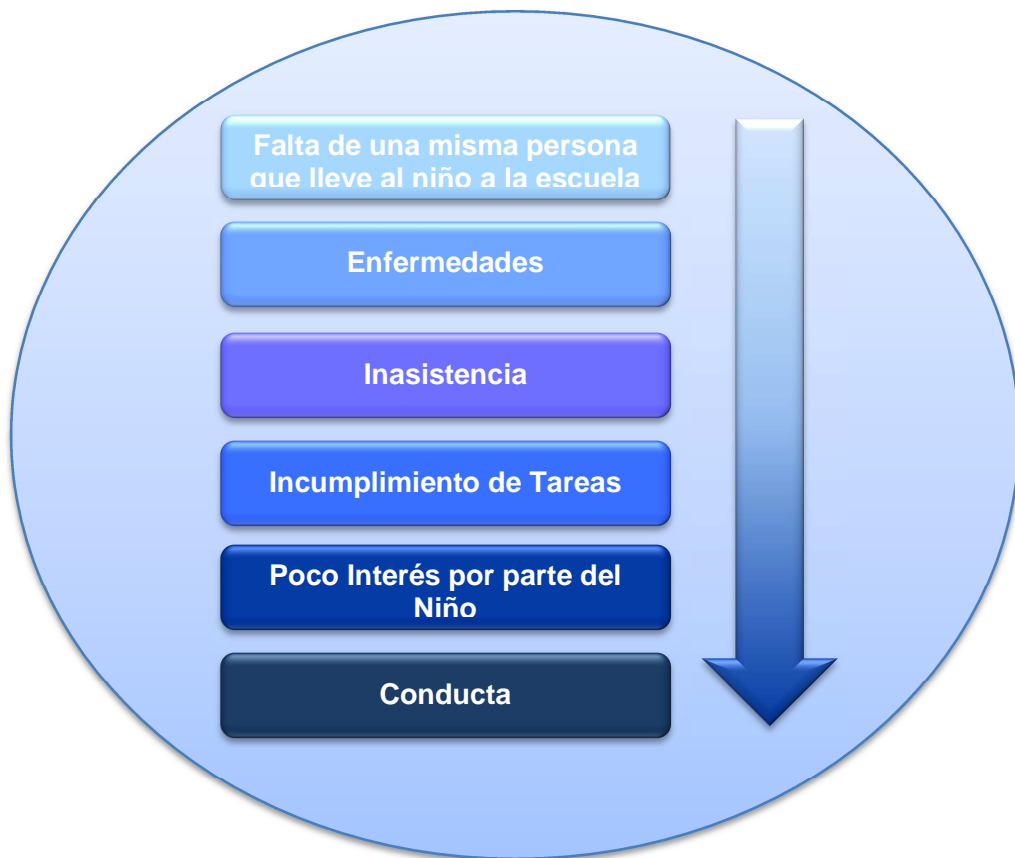 Falta de una misma persona
que lleve al niño a la escuela
Enfermedades
Inasistencia
Incumplimiento de Tareas
Poco Interés por parte del
Niño
Conducta